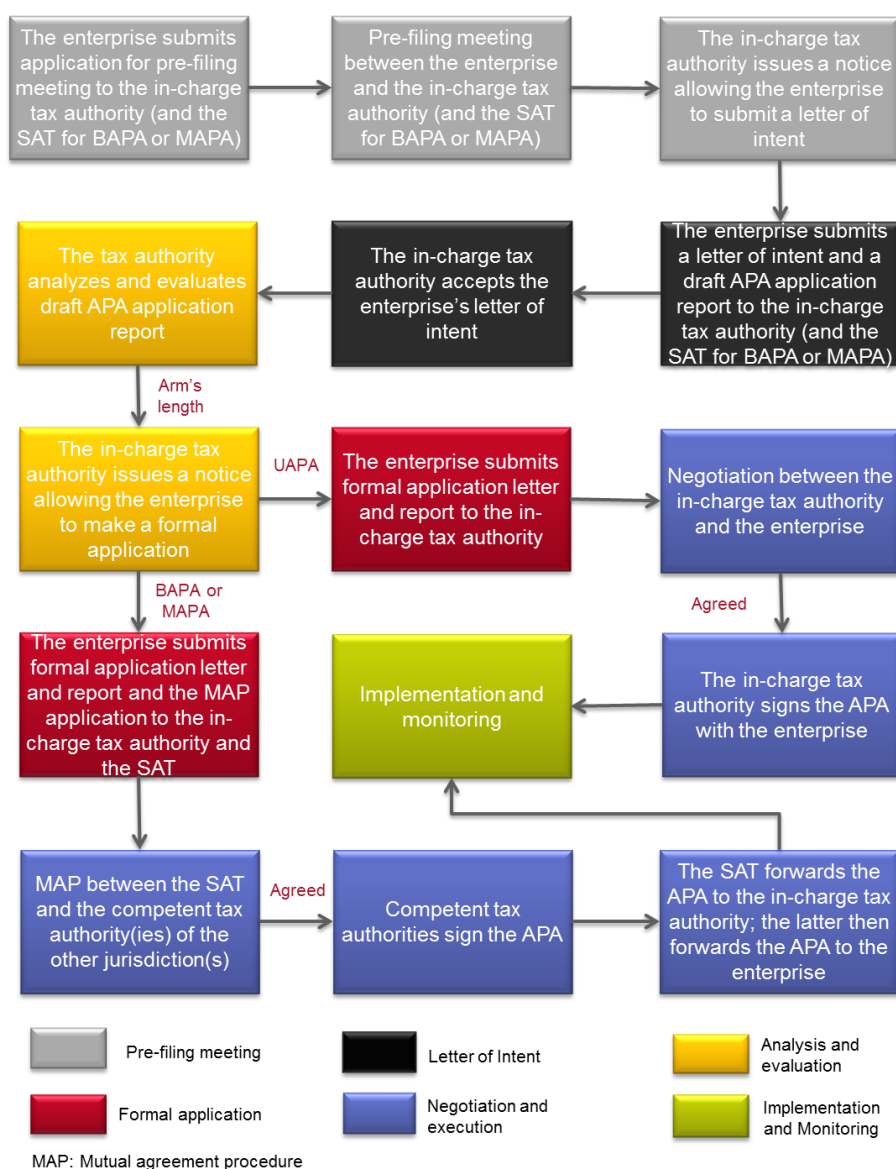 The enterprise submits
application for pre-filing
meeting to the in-charge
tax authority (and the
SAT for BAPA or MAPA)
Pre-filing meeting
between the enterprise
and the in-charge tax
authority (and the SAT
for BAPA or MAPA)
The in-charge tax
authority issues a notice
allowing the enterprise
to submit a letter of
intent
The enterprise submits
a letter of intent and a
draft APA application
report to the in-charge
tax authority (and the
SAT for BAPA or MAPA)
The in-charge tax
authority accepts the
enterprise’s letter of
intent
The tax authority
analyzes and evaluates
draft APA application
report
Arm’s
length
The in-charge tax
authority issues a notice
allowing the enterprise
to make a formal
application
UAPA
The enterprise submits
formal application letter
and report to the in-
charge tax authority
Negotiation between the
in-charge tax authority
and the enterprise
BAPA or
MAPA
Agreed
The enterprise submits
formal application letter
and report and the MAP
application to the in-
charge tax authority and
the SAT
Implementation and
monitoring
The in-charge tax
authority signs the APA
with the enterprise
MAP between the SAT
and the competent tax
authority(ies) of the
other jurisdiction(s)
Agreed
Competent tax
authorities sign the APA
The SAT forwards the
APA to the in-charge tax
authority; the latter then
forwards the APA to the
enterprise
Pre-filing meeting
Letter of Intent
Analysis and
evaluation
Formal application
Negotiation and
execution
Implementation
and Monitoring
MAP: Mutual agreement procedure